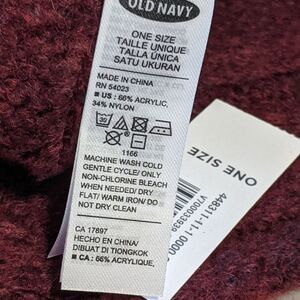 OLD NAVY
ONE SIZE
TAILLE UNIQUE
TALLA ÚNICA
SATU UKURAN
MADE IN CHINA
RN 54023
■ US : 66% ACRYLIC,
34% NYLON
30
1166
MACHINE WASH COLD
GENTLE CYCLE/ ONLY
NON-CHLORINE BLEACH
WHEN NEEDED/ DRY
FLAT/ WARM IRON/ DO
NOT DRY CLEAN
CA 17897
HECHO EN CHINA/
DIBUAT DI TIONGKOK
■ CA : 66% ACRYLIQUE,
ONE SIZE